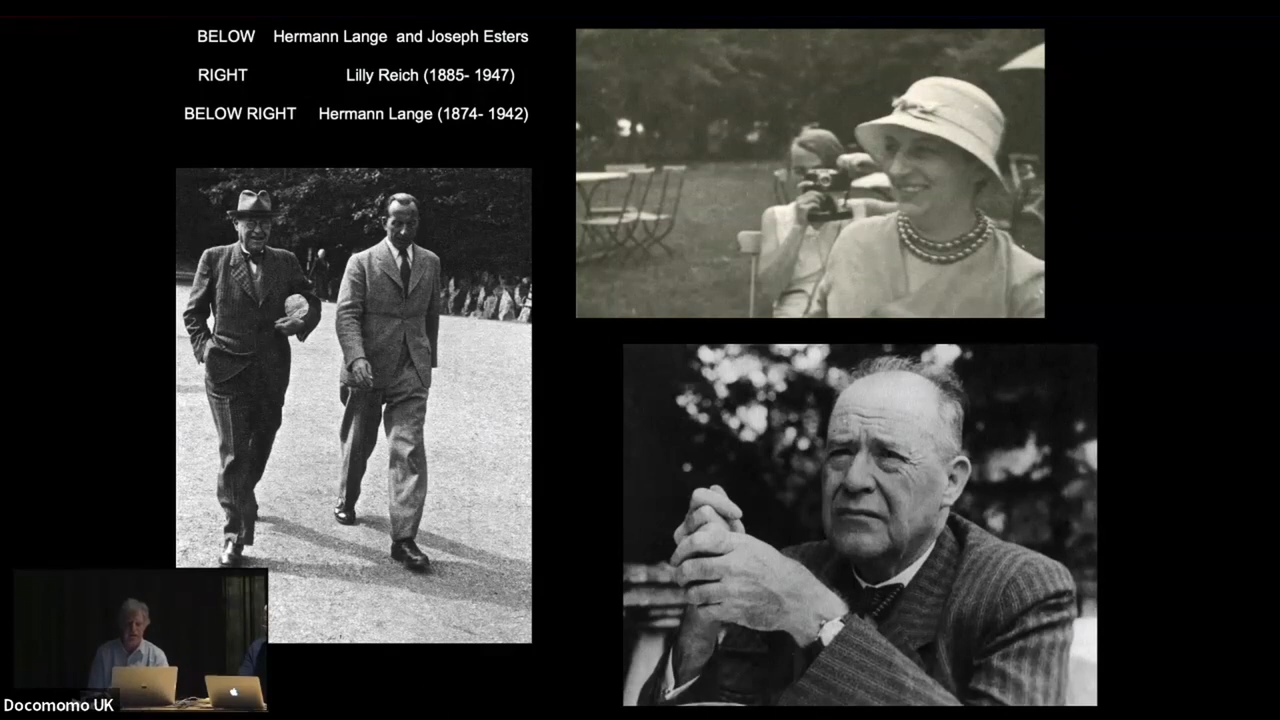 BELOW Hermann Lange and Joseph Esters
RIGHT Lilly Reich (1885- 1947)
BELOW RIGHT Hermann Lange (1874- 1942)
Docomomo UK